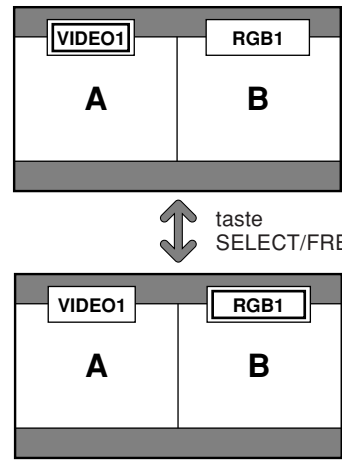 VIDEO1 RGB1
A B
taste
SELECT/FRE
VIDEO1 RGB1
A B